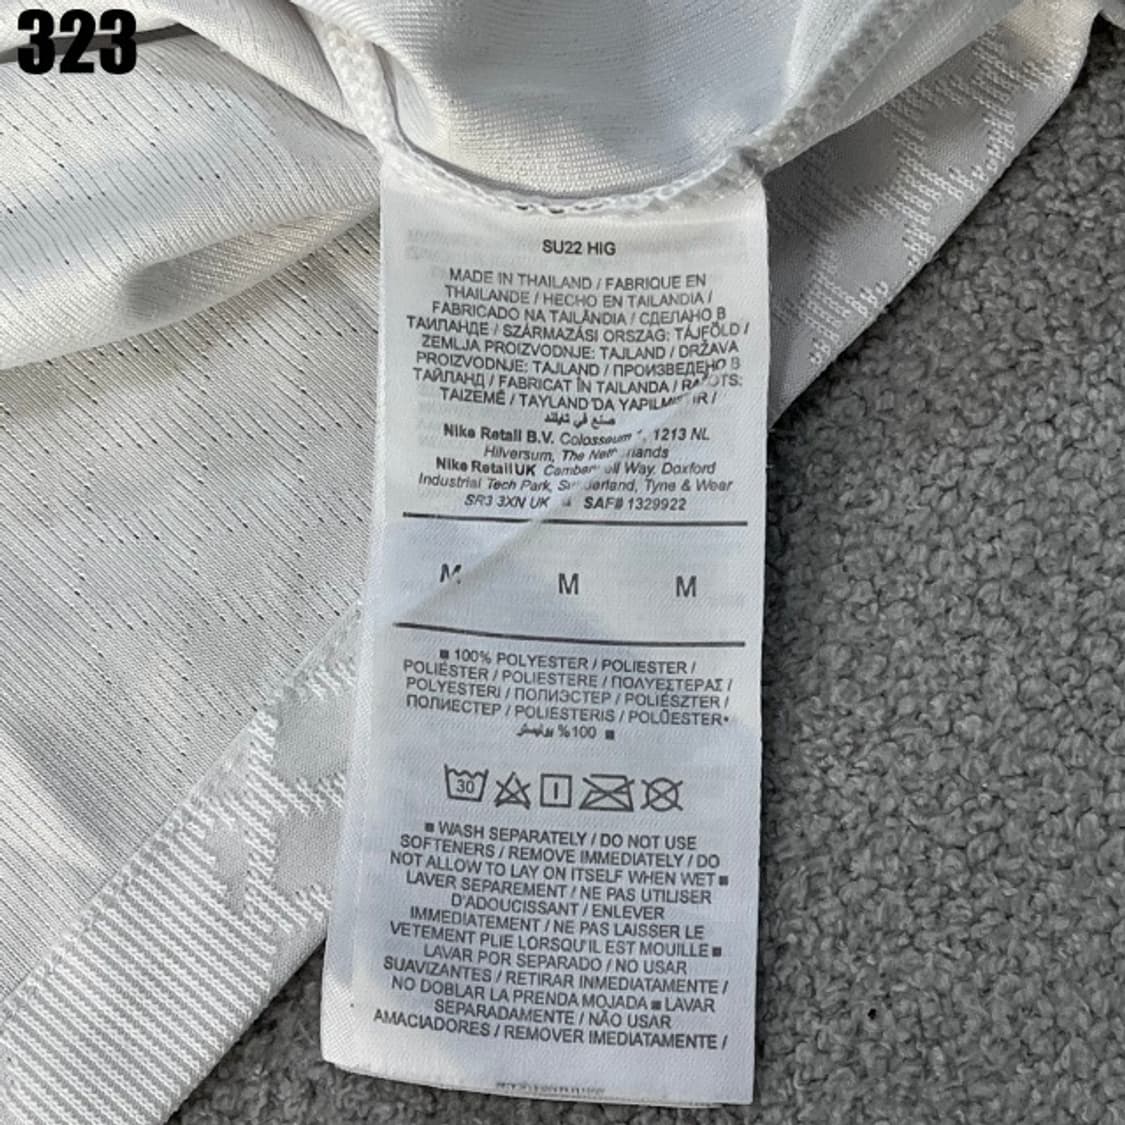 323
SU22 HIG
MADE IN THAILAND / FABRIQUE EN
THAILANDE / HECHO EN TAILANDIA /
FABRICADO NA TAILÂNDIA / СДЕЛАНО В
ТАИЛАНДЕ / SZÁRMAZÁSI ORSZAG: TÁJFÖLD /
ZEMLJA PROIZVODNJE: TAJLAND / DRŽAVA
PROIZVODNJE: TAJLAND / ПРОИЗВЕДЕНО В
ТАЙЛАНД / FABRICAT ÎN TAILANDA /
TAIZEMĒ / TAYLAND'DA /
صنع في تايلند
Nike Retail B.V. 1213 NL
Hilversum, The
Nike Retail UK Way. Doxford
Industrial Tech Park, Tyne & Wear
SR3 3XN UK SAF# 1329922
M M M
■ 100% POLYESTER / POLIESTER /
POLIÉSTER / POLIESTERE / ΠΟΛΥΕΣΤΕΡΑΣ /
POLYESTERI / ПОЛИЭСТЕР / POLIÉSZTER /
ПОЛИЕСТЕР / POLIESTERIS / POLÜESTER•
%100 ■
30
■ WASH SEPARATELY / DO NOT USE
SOFTENERS / REMOVE IMMEDIATELY / DO
NOT ALLOW TO LAY ON ITSELF WHEN WET ■
LAVER SEPAREMENT / NE PAS UTILISER
D'ADOUCISSANT / ENLEVER
IMMEDIATEMENT / NE PAS LAISSER LE
VETEMENT PLIE LORSQU'IL EST MOUILLE ■
LAVAR POR SEPARADO / NO USAR
SUAVIZANTES / RETIRAR INMEDIATAMENTE /
NO DOBLAR LA PRENDA MOJADA ■ LAVAR
SEPARADAMENTE / NÃO USAR
AMACIADORES / REMOVER IMEDIATAMENTE /